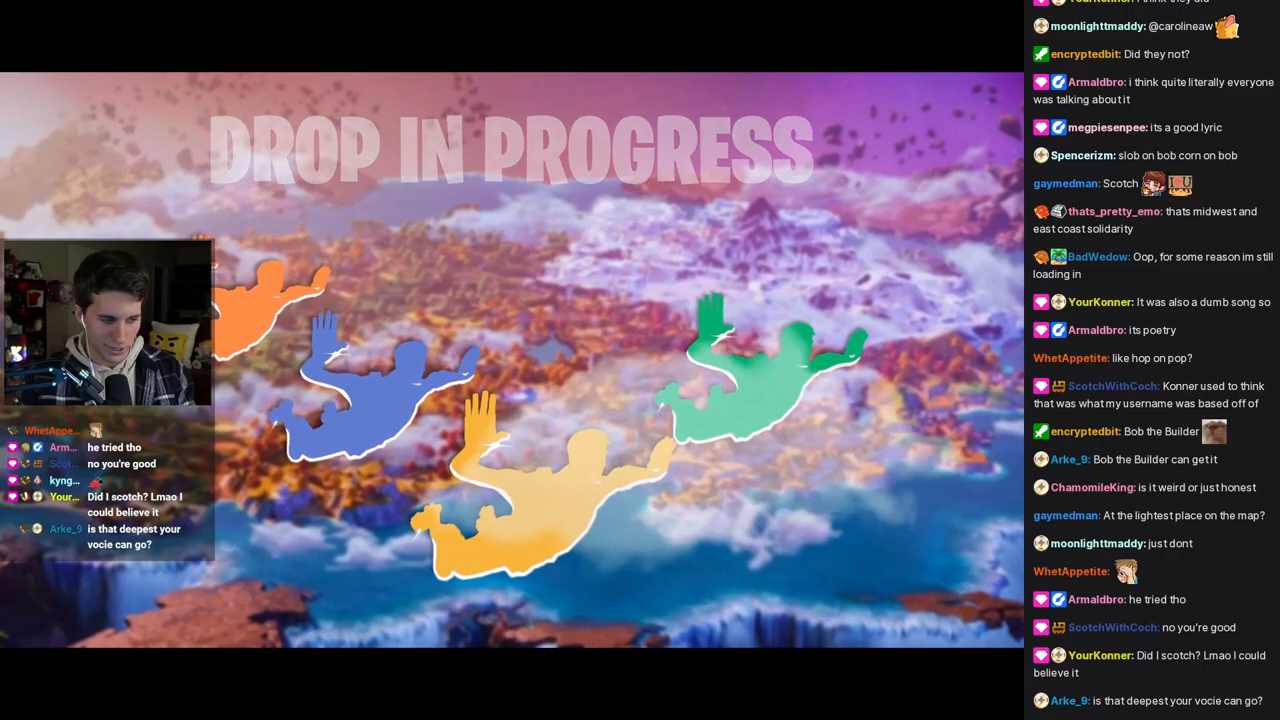 DROP IN PROGRESS
WhetAppe...
Arm... he tried tho
Scot... no you're good
kyng...
Your... Did I scotch? Lmao I
could believe it
Arke_9 is that deepest your
vocie can go?
moonlighttmaddy: @carolineaw
encryptedbit: Did they not?
Armaldbro: i think quite literally everyone
was talking about it
megpiesenpee: its a good lyric
Spencerizm: slob on bob corn on bob
gaymedman: Scotch
thats_pretty_emo: thats midwest and
east coast solidarity
BadWedow: Oop, for some reason im still
loading in
YourKonner: It was also a dumb song so
Armaldbro: its poetry
WhetAppetite: like hop on pop?
ScotchWithCoch: Konner used to think
that was what my username was based off of
encryptedbit: Bob the Builder
Arke_9: Bob the Builder can get it
ChamomileKing: is it weird or just honest
gaymedman: At the lightest place on the map?
moonlighttmaddy: just dont
WhetAppetite:
Armaldbro: he tried tho
ScotchWithCoch: no you're good
YourKonner: Did I scotch? Lmao I could
believe it
Arke_9: is that deepest your vocie can go?